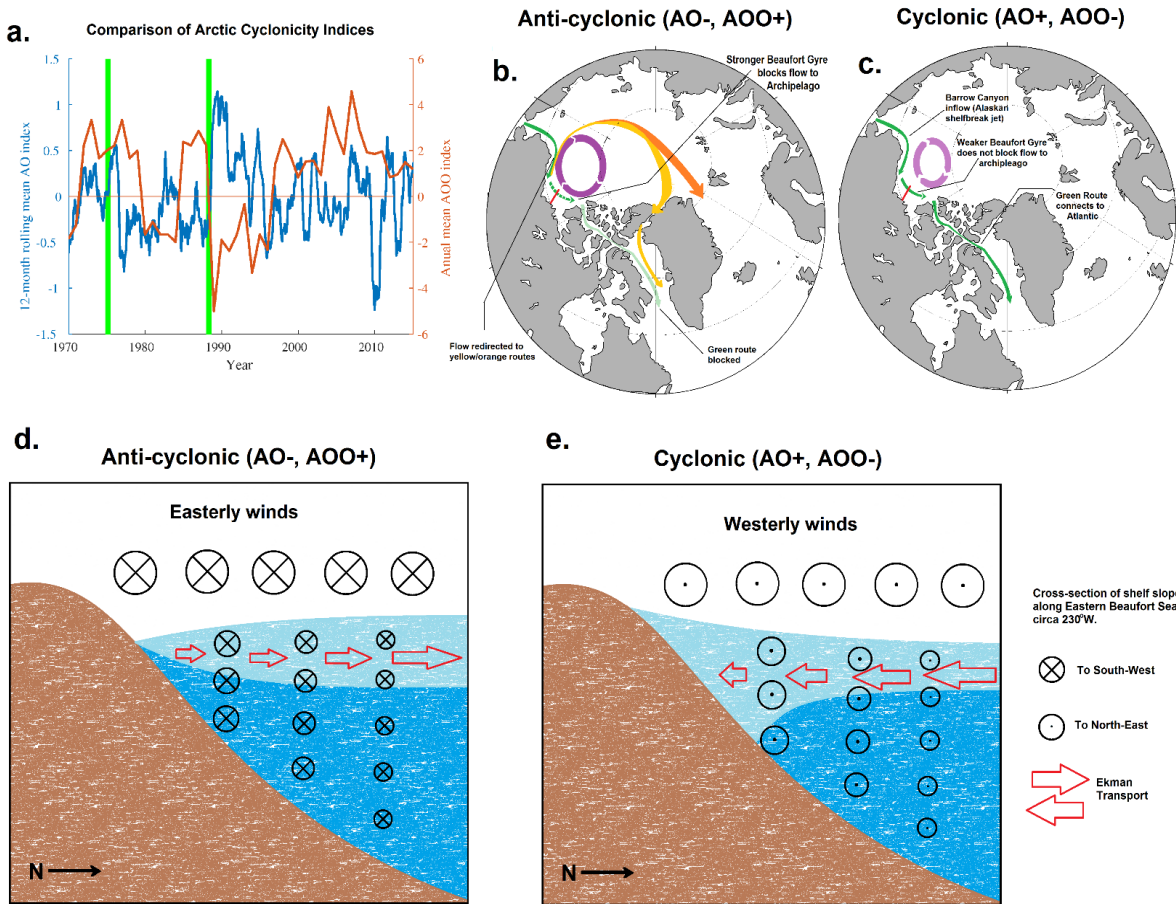 a.
Comparison of Arctic Cyclonicity Indices
12-month rolling mean AO index
1.5
1
0.5
0
-0.5
-1
-1.5
1970
1980
1990
2000
2010
Year
6
4
2
0
-2
-4
-6
Anual mean AOO index
Anti-cyclonic (AO-, AOO+)
b.
Stronger Beaufort Gyre
blocks flow to
Archipelago
Flow redirected to
yellow/orange routes
Green route
blocked
Cyclonic (AO+, AOO-)
c.
Barrow Canyon
inflow (Alaskan
shelfbreak jet)
Weaker Beaufort Gyre
does not block flow to
archipleago
Green Route
connects to
Atlantic
d.
Anti-cyclonic (AO-, AOO+)
Easterly winds
N
e.
Cyclonic (AO+, AOO-)
Westerly winds
N
Cross-section of shelf slop
along Eastern Beaufort Sea
circa 230°W.
To South-West
To North-East
Ekman
Transport